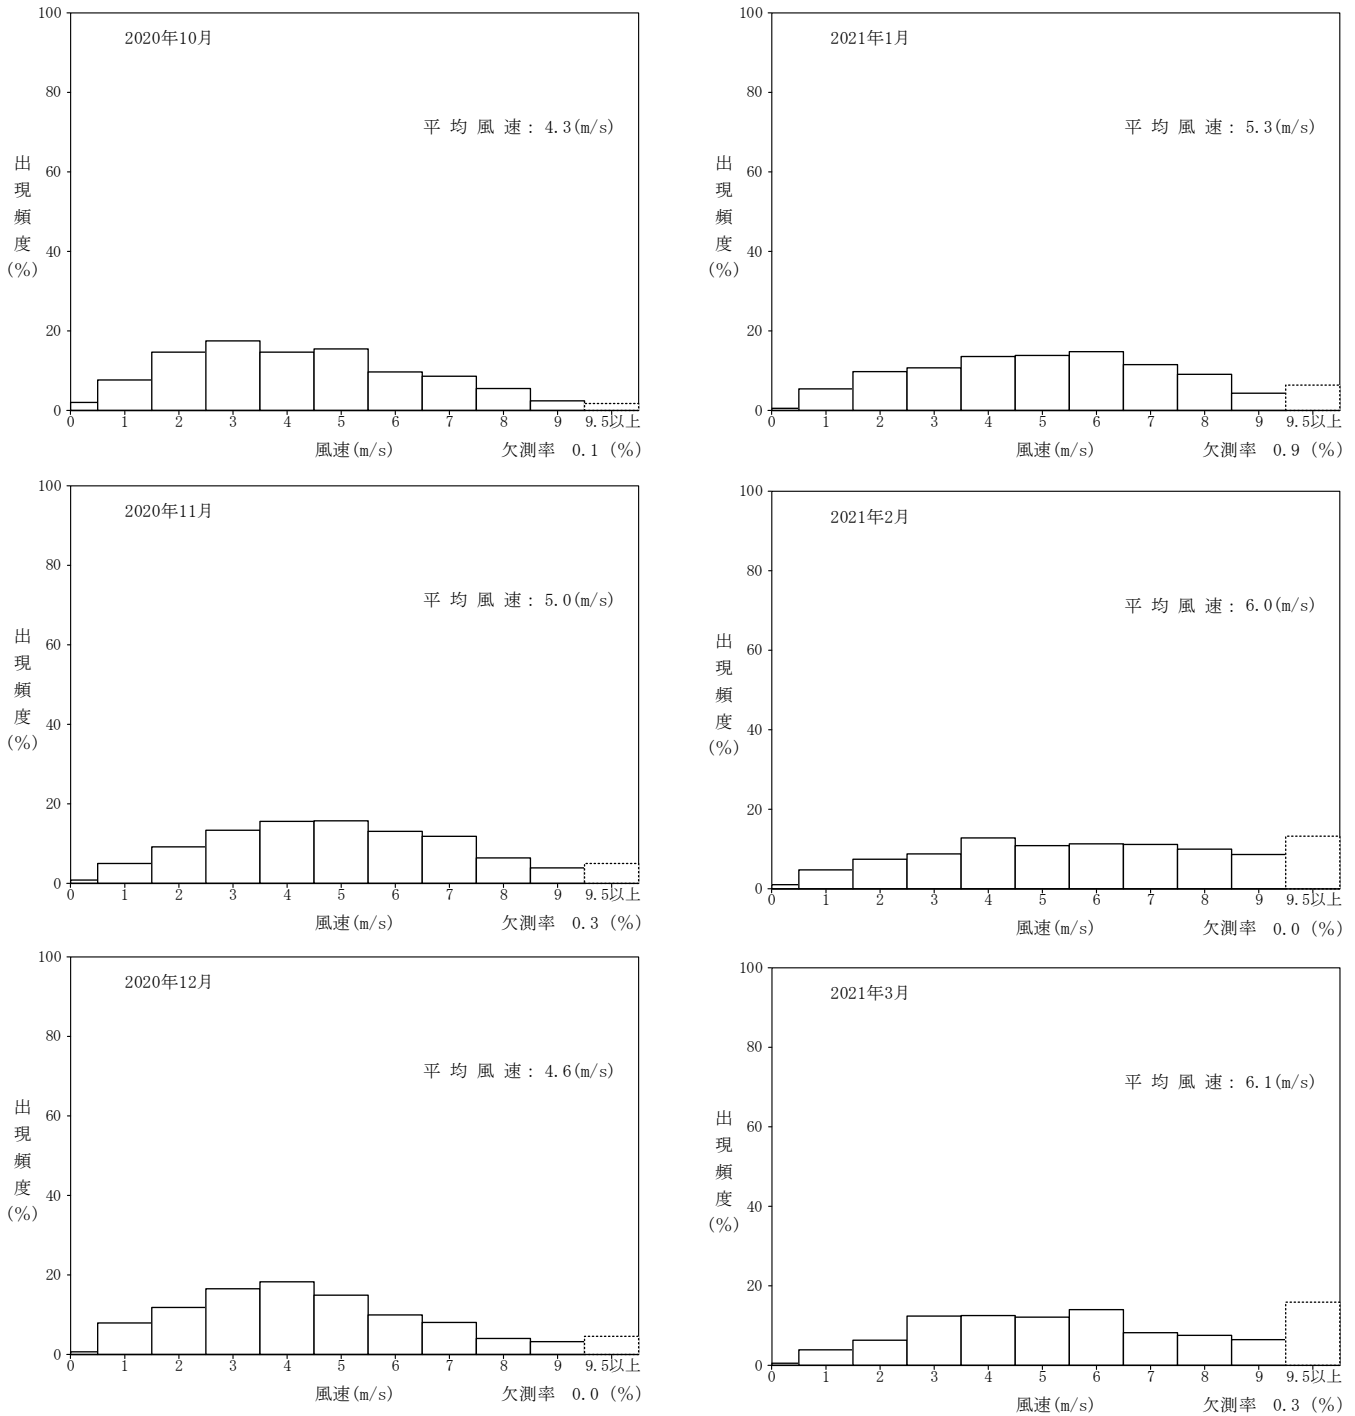 100
2020年10月
80
平均風速: 4.3(m/s)
60
40
20
0
出現頻度(%)
0 1 2 3 4 5 6 7 8 9 9.5以上
風速(m/s) 欠測率 0.1 (%)
100
2020年11月
80
平均風速: 5.0(m/s)
60
40
20
0
出現頻度(%)
0 1 2 3 4 5 6 7 8 9 9.5以上
風速(m/s) 欠測率 0.3 (%)
100
2020年12月
80
平均風速: 4.6(m/s)
60
40
20
0
出現頻度(%)
0 1 2 3 4 5 6 7 8 9 9.5以上
風速(m/s) 欠測率 0.0 (%)
100
2021年1月
80
平均風速: 5.3(m/s)
60
40
20
0
出現頻度(%)
0 1 2 3 4 5 6 7 8 9 9.5以上
風速(m/s) 欠測率 0.9 (%)
100
2021年2月
80
平均風速: 6.0(m/s)
60
40
20
0
出現頻度(%)
0 1 2 3 4 5 6 7 8 9 9.5以上
風速(m/s) 欠測率 0.0 (%)
100
2021年3月
80
平均風速: 6.1(m/s)
60
40
20
0
出現頻度(%)
0 1 2 3 4 5 6 7 8 9 9.5以上
風速(m/s) 欠測率 0.3 (%)